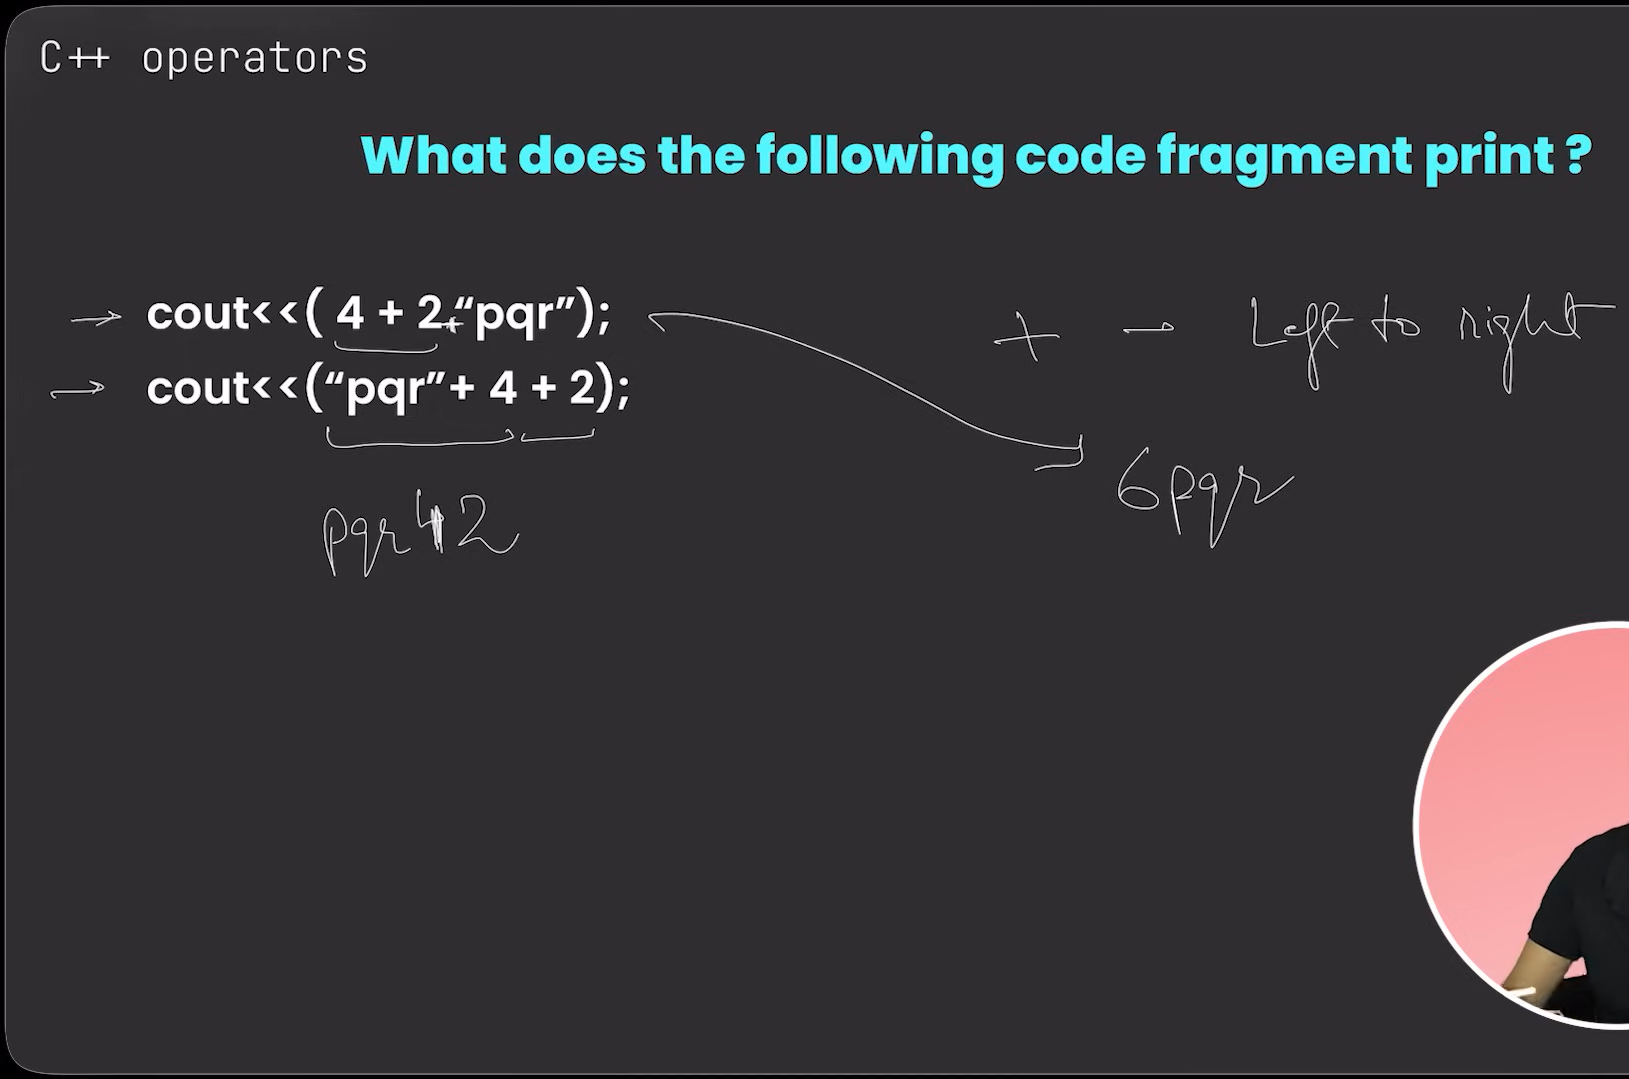 C++ operators
What does the following code fragment print ?
→ cout<<( 4 + 2+“pqr”);
+ → Left to right
→ cout<<(“pqr”+ 4 + 2);
6pqr
pqr42